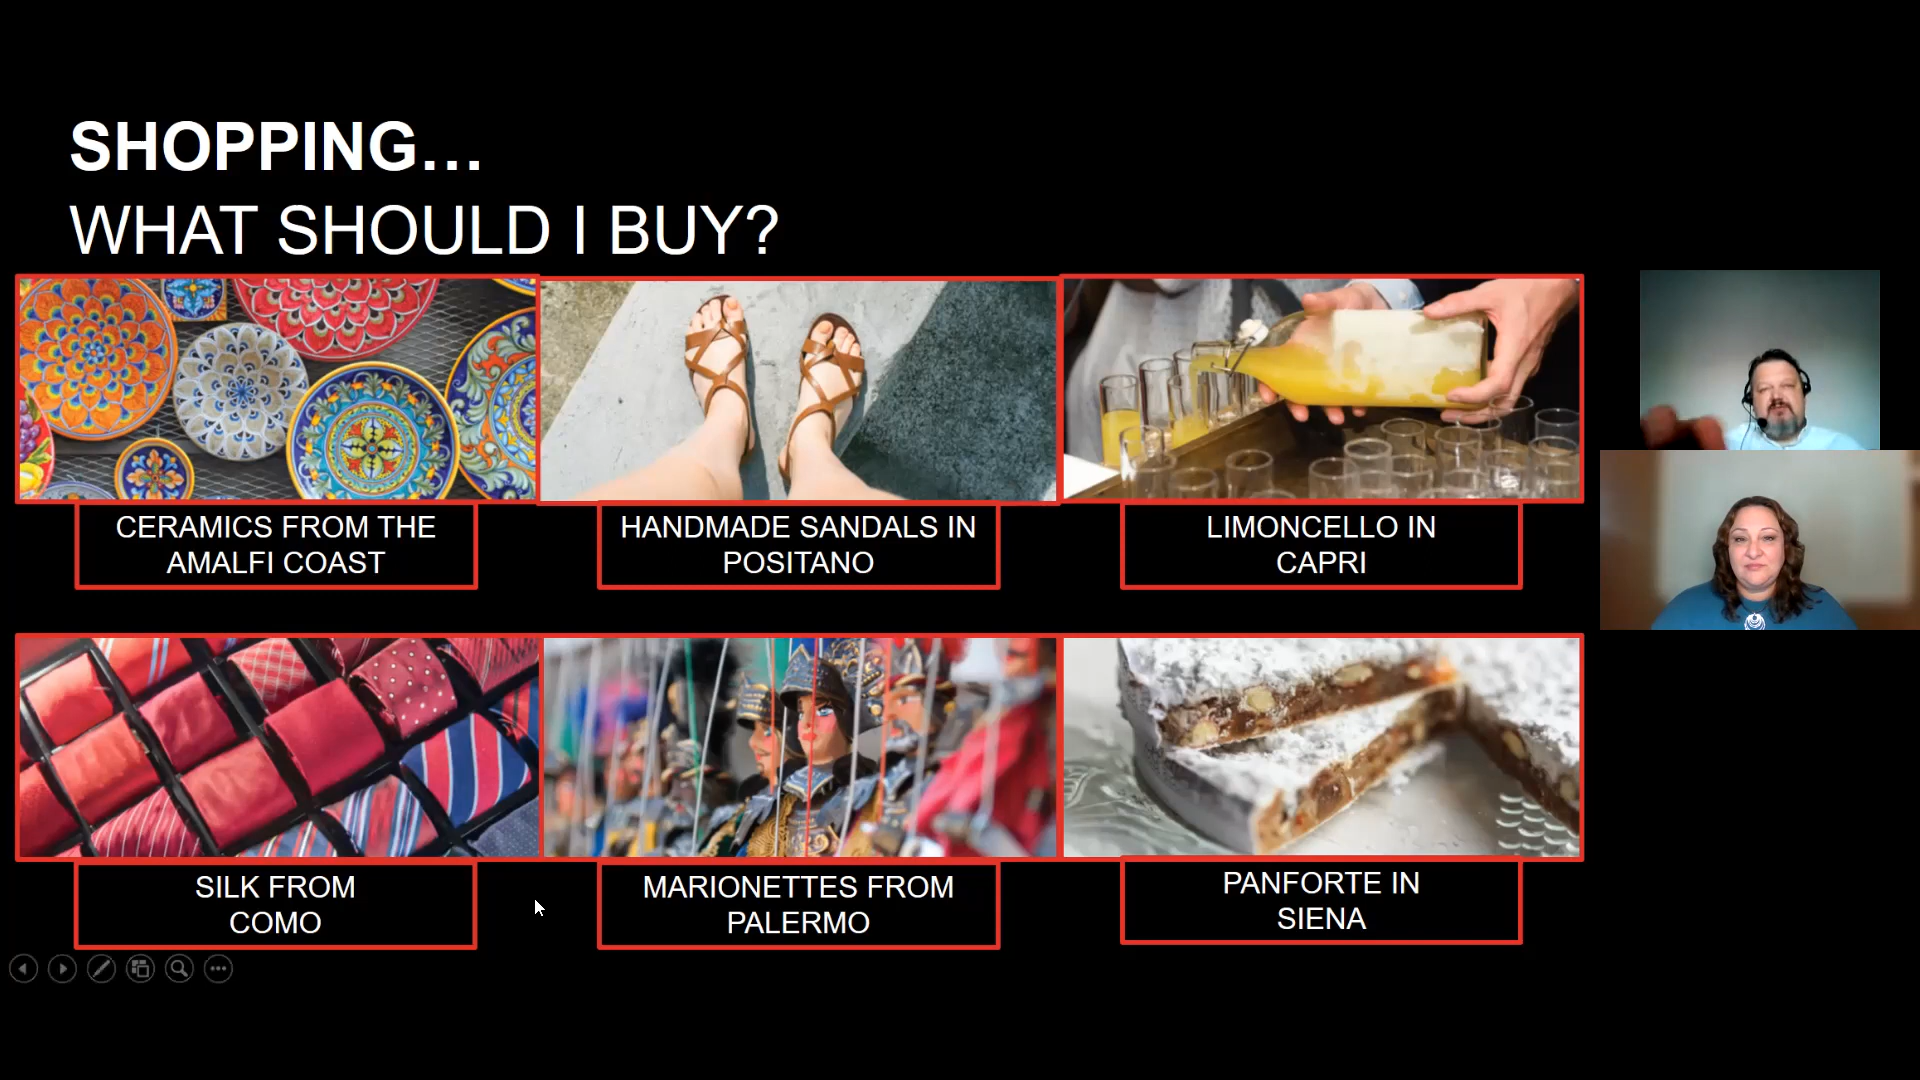 SHOPPING...
WHAT SHOULD I BUY?
CERAMICS FROM THE
AMALFI COAST
HANDMADE SANDALS IN
POSITANO
LIMONCELLO IN
CAPRI
SILK FROM
COMO
MARIONETTES FROM
PALERMO
PANFORTE IN
SIENA